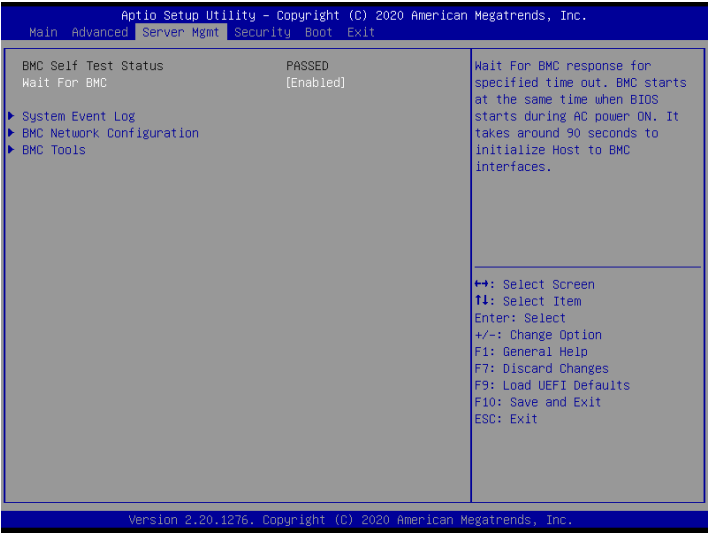 Aptio Setup Utility – Copyright (C) 2020 American Megatrends, Inc.
Main Advanced Server Mgmt Security Boot Exit
BMC Self Test Status PASSED
Wait For BMC [Enabled]
▶ System Event Log
▶ BMC Network Configuration
▶ BMC Tools
Wait For BMC response for
specified time out. BMC starts
at the same time when BIOS
starts during AC power ON. It
takes around 90 seconds to
initialize Host to BMC
interfaces.
↔: Select Screen
↑↓: Select Item
Enter: Select
+/-: Change Option
F1: General Help
F7: Discard Changes
F9: Load UEFI Defaults
F10: Save and Exit
ESC: Exit
Version 2.20.1276. Copyright (C) 2020 American Megatrends, Inc.